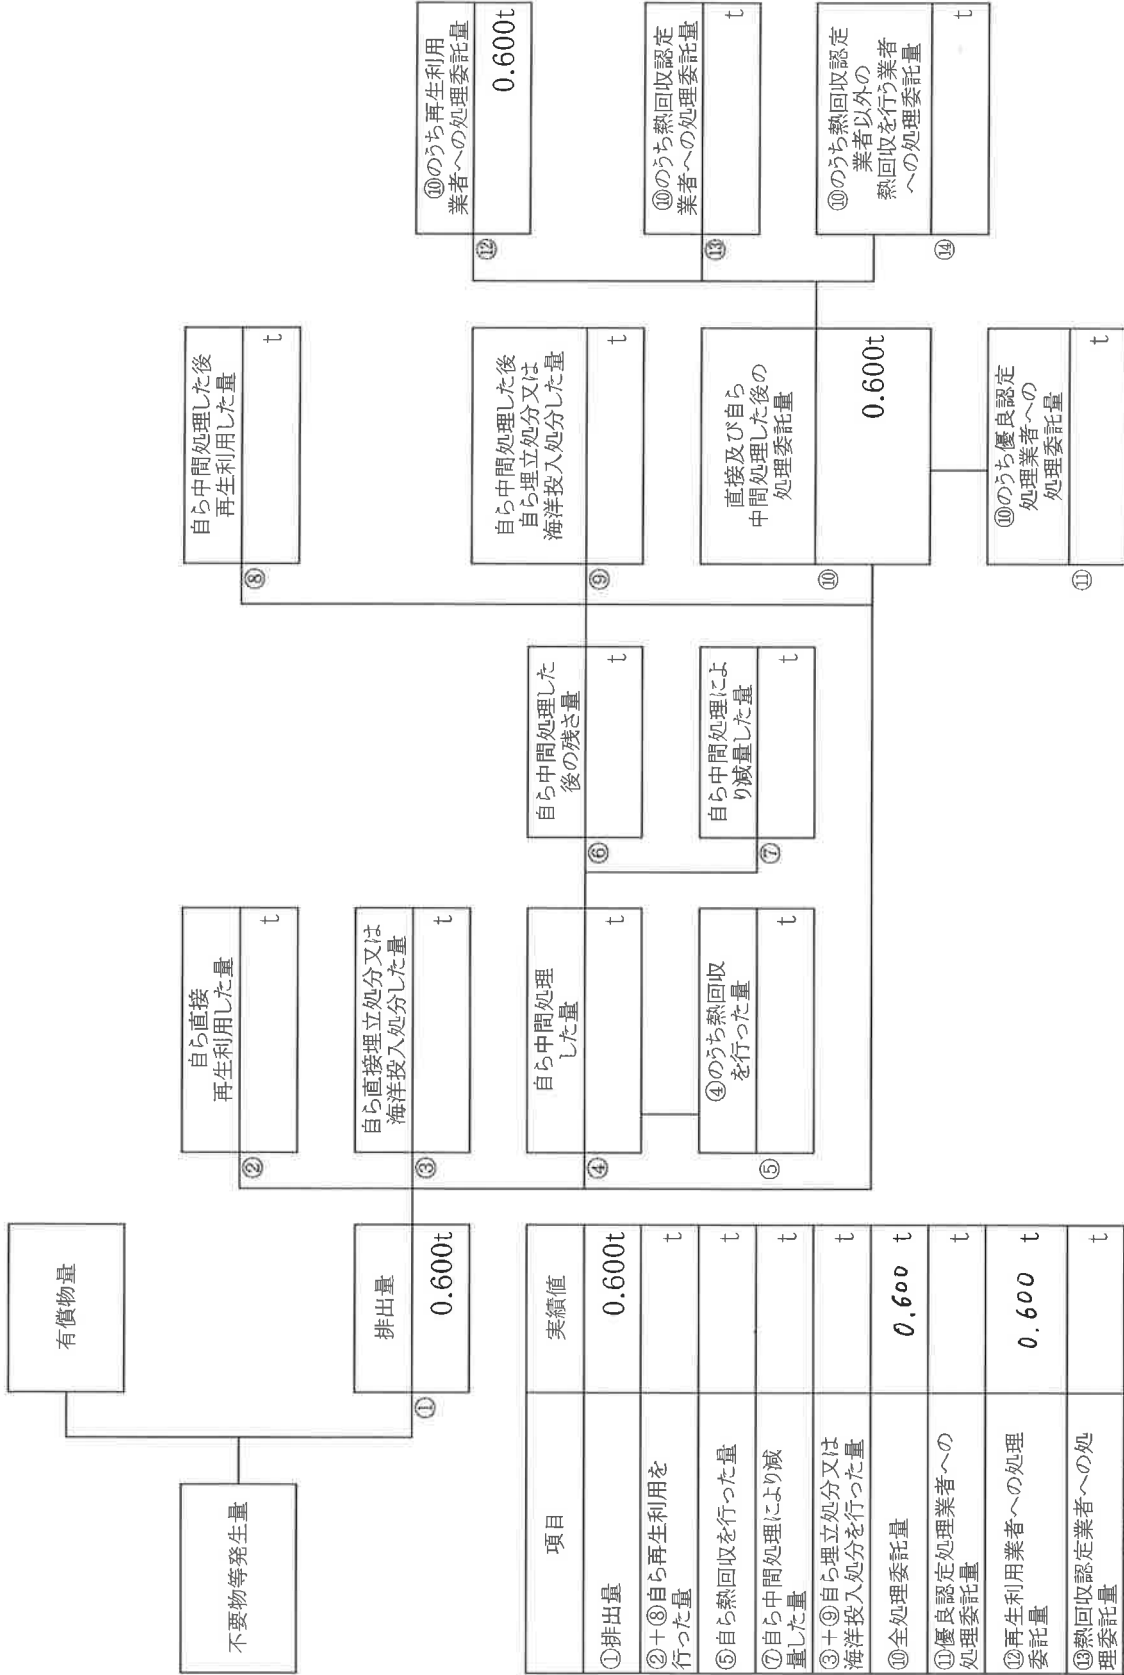 不要物等発生量
有償物量
①
排出量
0.600t
②
自ら直接
再生利用した量
t
③
自ら直接埋立処分又は
海洋投入処分した量
t
④
自ら中間処理
した量
t
⑤
④のうち熱回収
を行った量
t
⑥
自ら中間処理した
後の残さ量
t
⑦
自ら中間処理によ
り減量した量
t
⑧
自ら中間処理した後
再生利用した量
t
⑨
自ら中間処理した後
自ら埋立処分又は
海洋投入処分した量
t
⑩
直接及び自ら
中間処理した後の
処理委託量
0.600t
⑪
⑩のうち優良認定
処理業者への
処理委託量
t
⑫
⑩のうち再生利用
業者への処理委託量
0.600t
⑬
⑩のうち熱回収認定
業者への処理委託量
t
⑭
⑩のうち熱回収認定
業者以外の
熱回収を行う業者
への処理委託量
t
項目 実績値
①排出量 0.600t
②+⑧自ら再生利用を
行った量 t
⑤自ら熱回収を行った量 t
⑦自ら中間処理により減
量した量 t
③+⑨自ら埋立処分又は
海洋投入処分を行った量 t
⑩全処理委託量 0.600 t
⑪優良認定処理業者への
処理委託量 t
⑫再生利用業者への処理
委託量 0.600 t
⑬熱回収認定業者への処
理委託量 t